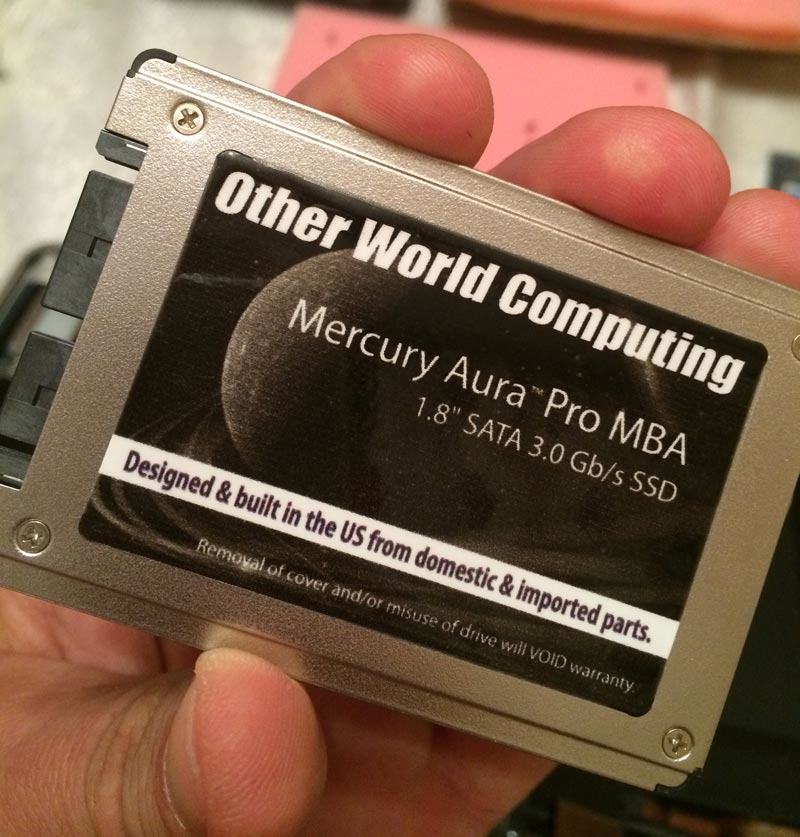 Other World Computing
Mercury Aura™ Pro MBA
1.8" SATA 3.0 Gb/s SSD
Designed & built in the US from domestic & imported parts.
Removal of cover and/or misuse of drive will VOID warranty.